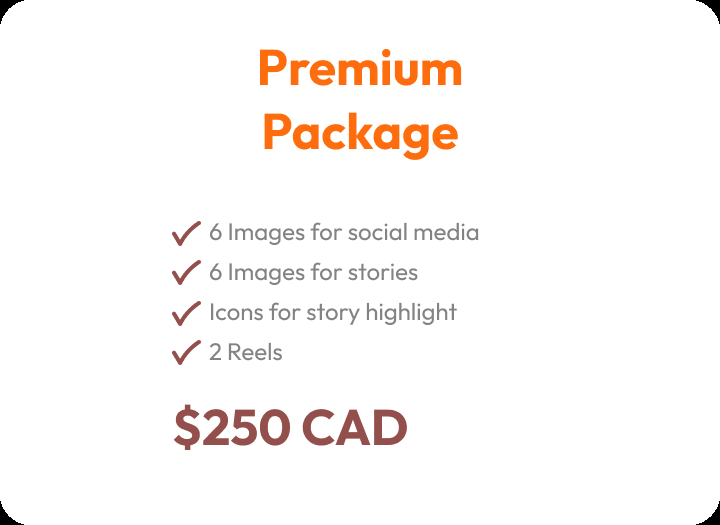 Premium
Package
6 Images for social media
6 Images for stories
Icons for story highlight
2 Reels
$250 CAD